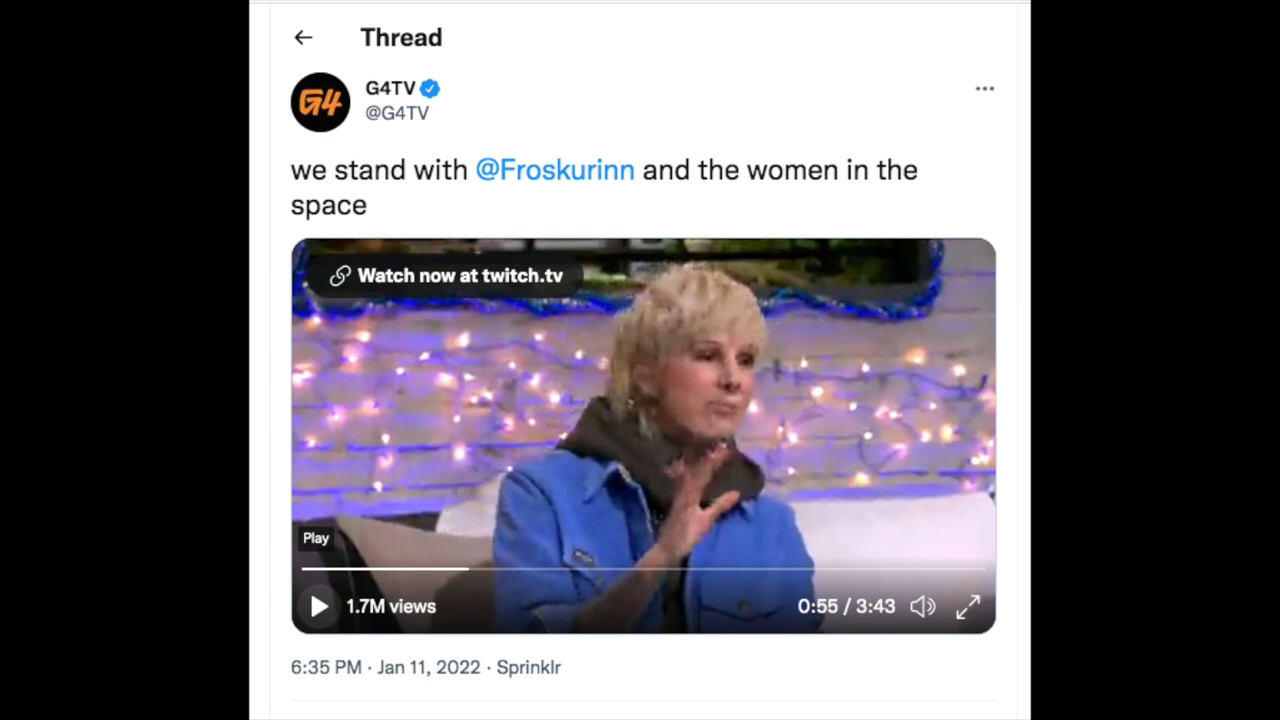 Thread
G4
G4TV
@G4TV
we stand with @Froskurinn and the women in the
space
Watch now at twitch.tv
Play
1.7M views
0:55 / 3:43
6:35 PM · Jan 11, 2022 · Sprinklr